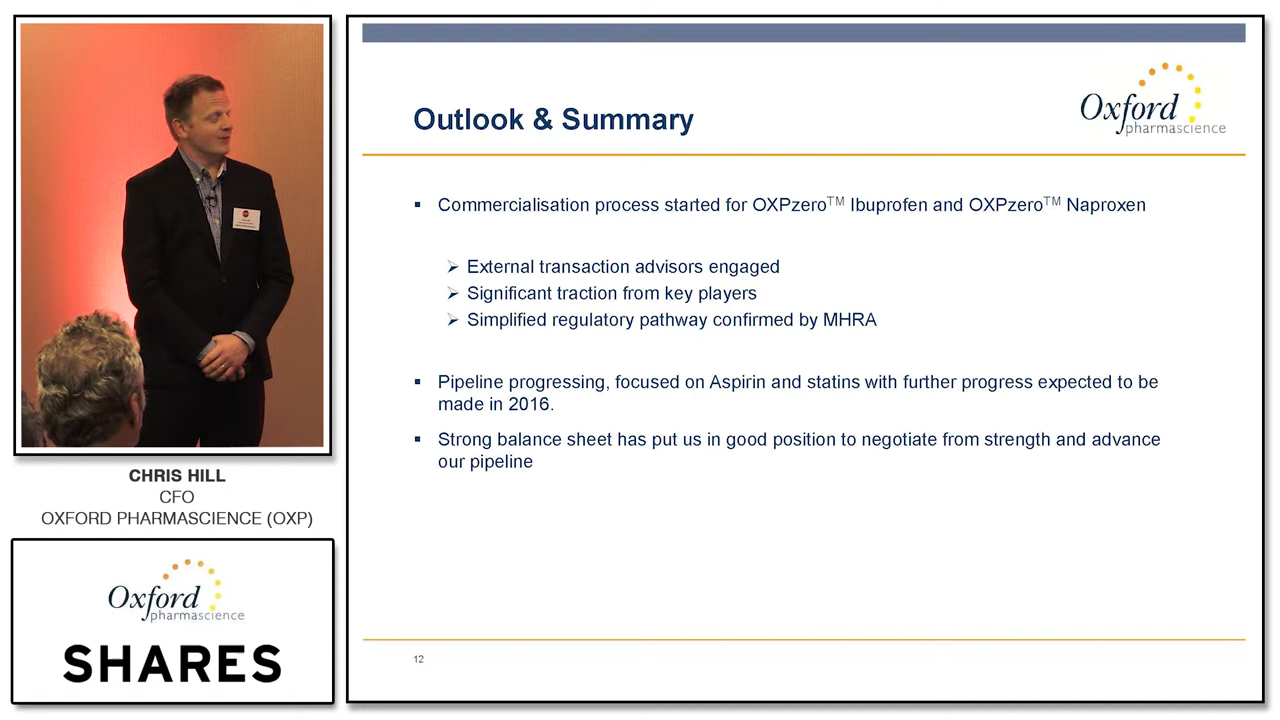 CHRIS HILL
CFO
OXFORD PHARMASCIENCE (OXP)
Oxford
pharmascience
SHARES
Oxford
pharmascience
Outlook & Summary
▪ Commercialisation process started for OXPzero™ Ibuprofen and OXPzero™ Naproxen
➢ External transaction advisors engaged
➢ Significant traction from key players
➢ Simplified regulatory pathway confirmed by MHRA
▪ Pipeline progressing, focused on Aspirin and statins with further progress expected to be
made in 2016.
▪ Strong balance sheet has put us in good position to negotiate from strength and advance
our pipeline
12